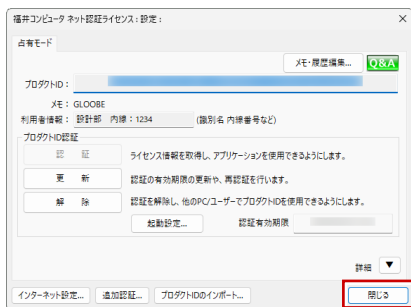 福井コンピュータ ネット認証ライセンス : 設定 :
占有モード
メモ・履歴編集... Q&A
プロダクトID :
メモ : GLOOBE
利用者情報 : 設計部 内線 : 1234 (識別名 内線番号など)
プロダクトID認証
認 証 ライセンス情報を取得し、アプリケーションを使用できるようにします。
更 新 認証の有効期限の更新や、再認証を行います。
解 除 認証を解除し、他のPC/ユーザーでプロダクトIDを使用できるようにします。
起動設定... 認証有効期限
詳細 ▼
インターネット設定... 追加認証... プロダクトIDのインポート... 閉じる